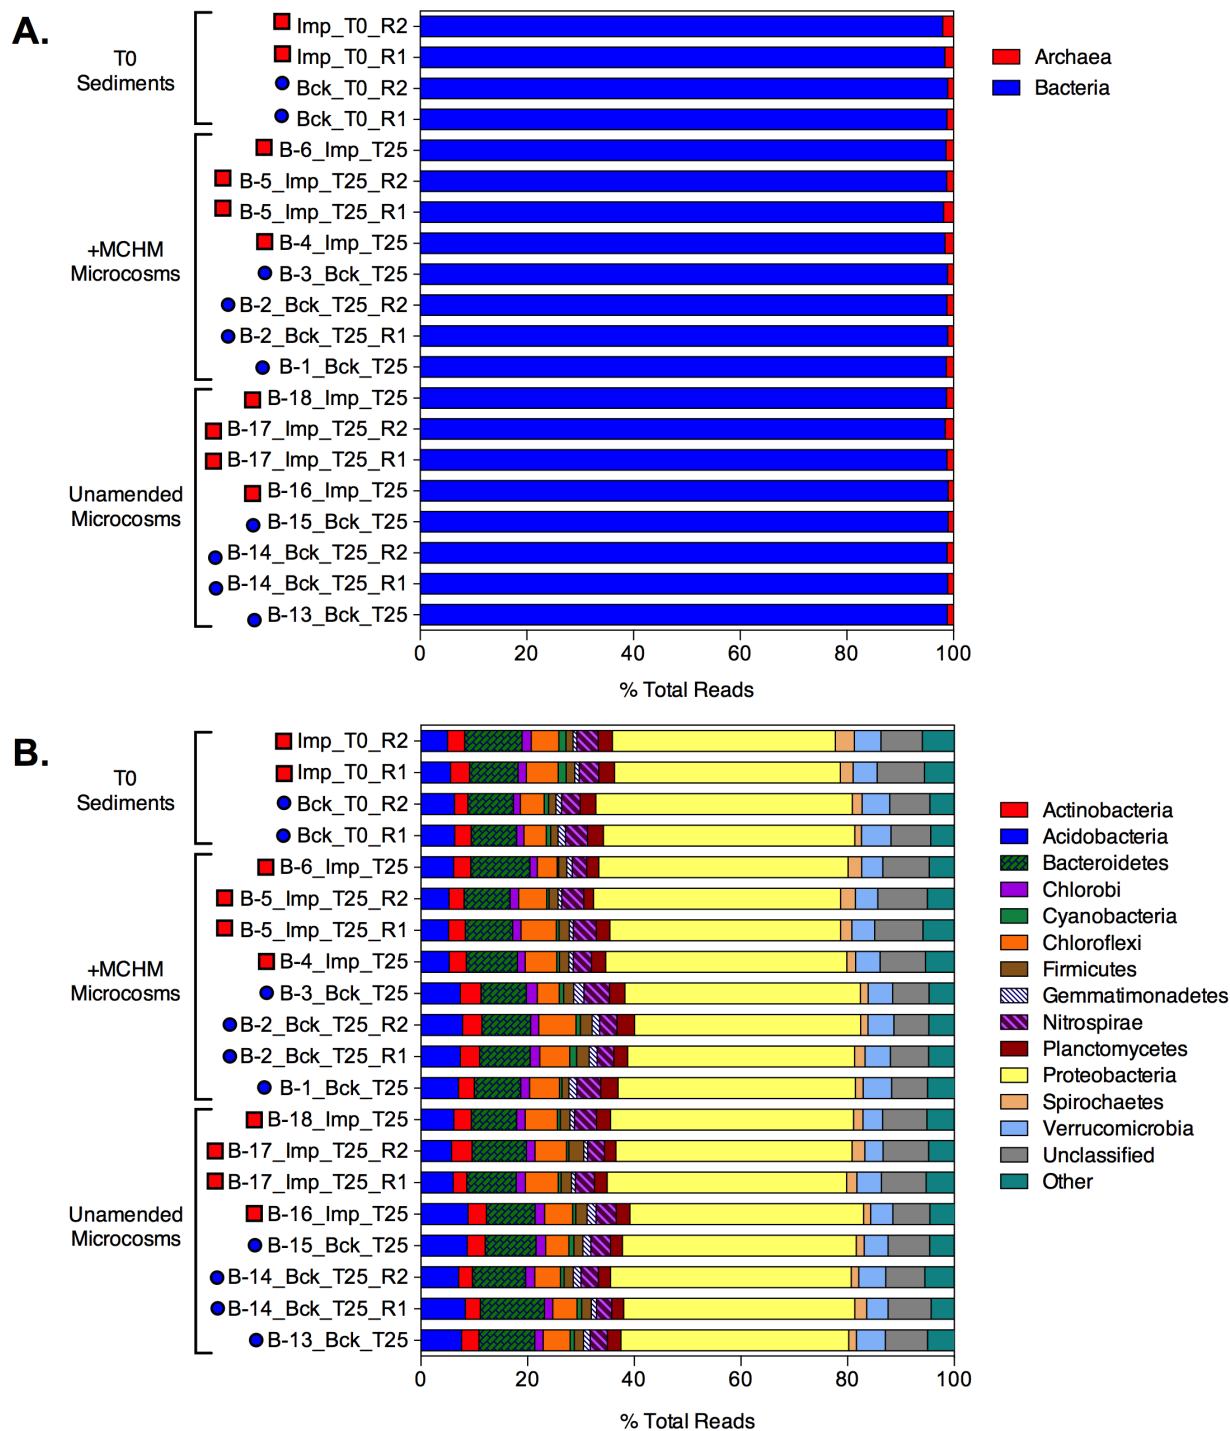 A.
T0
Sediments
Imp_T0_R2
Imp_T0_R1
Bck_T0_R2
Bck_T0_R1
+MCHM
Microcosms
B-6_Imp_T25
B-5_Imp_T25_R2
B-5_Imp_T25_R1
B-4_Imp_T25
B-3_Bck_T25
B-2_Bck_T25_R2
B-2_Bck_T25_R1
B-1_Bck_T25
Unamended
Microcosms
B-18_Imp_T25
B-17_Imp_T25_R2
B-17_Imp_T25_R1
B-16_Imp_T25
B-15_Bck_T25
B-14_Bck_T25_R2
B-14_Bck_T25_R1
B-13_Bck_T25
0 20 40 60 80 100
% Total Reads
Archaea
Bacteria
B.
T0
Sediments
Imp_T0_R2
Imp_T0_R1
Bck_T0_R2
Bck_T0_R1
+MCHM
Microcosms
B-6_Imp_T25
B-5_Imp_T25_R2
B-5_Imp_T25_R1
B-4_Imp_T25
B-3_Bck_T25
B-2_Bck_T25_R2
B-2_Bck_T25_R1
B-1_Bck_T25
Unamended
Microcosms
B-18_Imp_T25
B-17_Imp_T25_R2
B-17_Imp_T25_R1
B-16_Imp_T25
B-15_Bck_T25
B-14_Bck_T25_R2
B-14_Bck_T25_R1
B-13_Bck_T25
0 20 40 60 80 100
% Total Reads
Actinobacteria
Acidobacteria
Bacteroidetes
Chlorobi
Cyanobacteria
Chloroflexi
Firmicutes
Gemmatimonadetes
Nitrospirae
Planctomycetes
Proteobacteria
Spirochaetes
Verrucomicrobia
Unclassified
Other